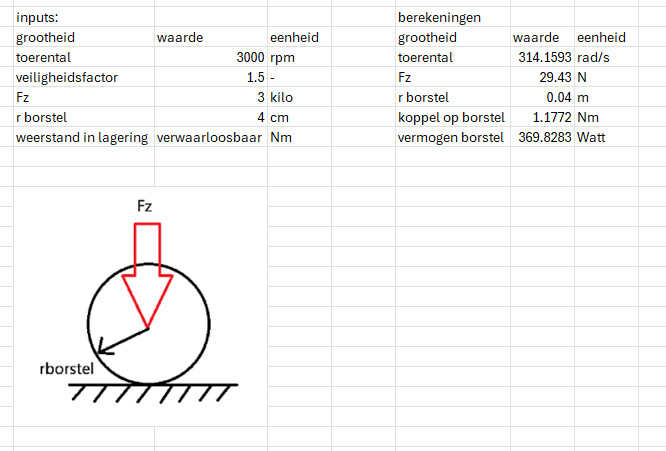 inputs:
grootheid waarde eenheid
toerental 3000 rpm
veiligheidsfactor 1.5 -
Fz 3 kilo
r borstel 4 cm
weerstand in lagering verwaarloosbaar Nm
berekeningen
grootheid waarde eenheid
toerental 314.1593 rad/s
Fz 29.43 N
r borstel 0.04 m
koppel op borstel 1.1772 Nm
vermogen borstel 369.8283 Watt
Fz
rborstel